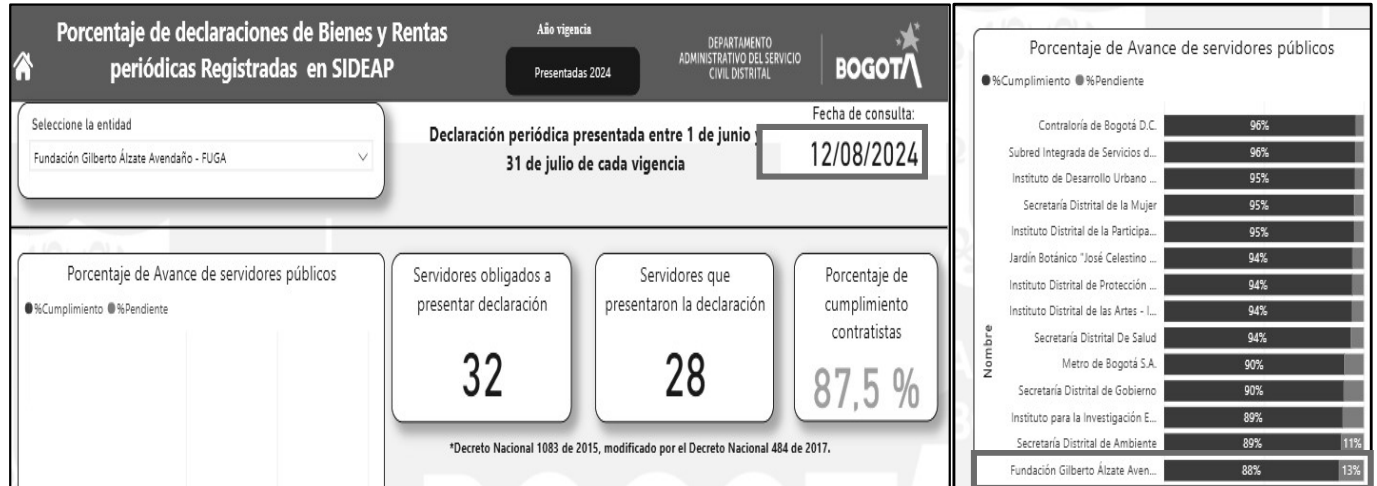 Porcentaje de declaraciones de Bienes y Rentas
periódicas Registradas en SIDEAP
Año vigencia
Presentadas 2024
DEPARTAMENTO
ADMINISTRATIVO DEL SERVICIO
CIVIL DISTRITAL
BOGOTÁ
Seleccione la entidad
Fundación Gilberto Álzate Avendaño - FUGA
Declaración periódica presentada entre 1 de junio y
31 de julio de cada vigencia
Fecha de consulta:
12/08/2024
Porcentaje de Avance de servidores públicos
%Cumplimiento %Pendiente
Servidores obligados a
presentar declaración
32
Servidores que
presentaron la declaración
28
Porcentaje de
cumplimiento
contratistas
87,5 %
*Decreto Nacional 1083 de 2015, modificado por el Decreto Nacional 484 de 2017.
Porcentaje de Avance de servidores públicos
%Cumplimiento %Pendiente
Nombre
Contraloría de Bogotá D.C. 96%
Subred Integrada de Servicios d... 96%
Instituto de Desarrollo Urbano ... 95%
Secretaría Distrital de la Mujer 95%
Instituto Distrital de la Participa... 95%
Jardín Botánico "José Celestino ... 94%
Instituto Distrital de Protección ... 94%
Instituto Distrital de las Artes - I... 94%
Secretaría Distrital De Salud 94%
Metro de Bogotá S.A. 90%
Secretaría Distrital de Gobierno 90%
Instituto para la Investigación E... 89%
Secretaría Distrital de Ambiente 89% 11%
Fundación Gilberto Álzate Aven... 88% 13%